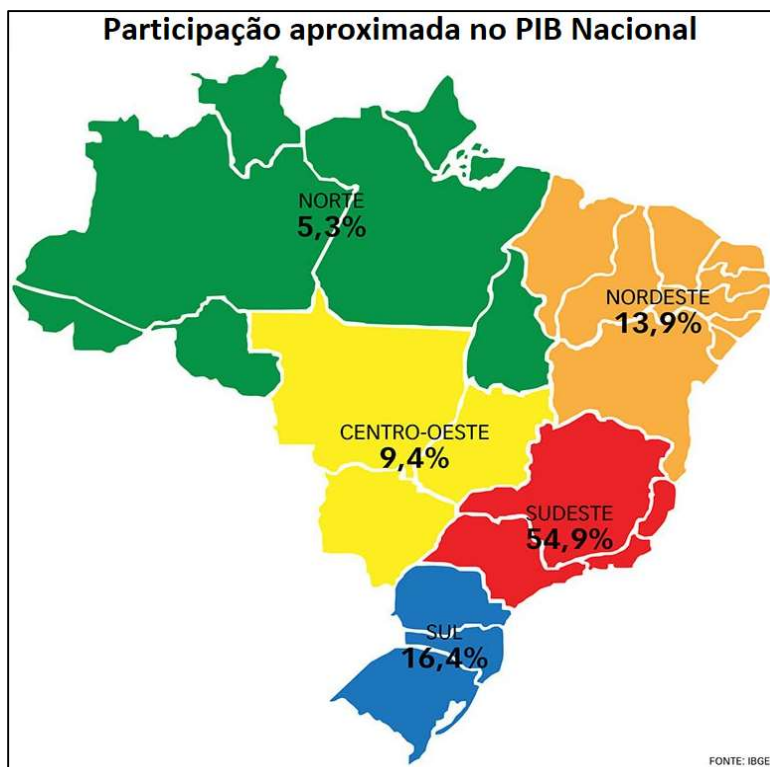 Participação aproximada no PIB Nacional
NORTE
5,3%
NORDESTE
13,9%
CENTRO-OESTE
9,4%
SUDESTE
54,9%
SUL
16,4%
FONTE: IBGE